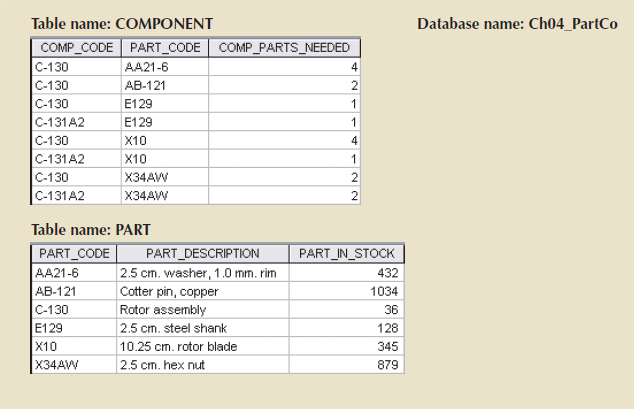 Table name: COMPONENT Database name: Ch04_PartCo
COMP_CODE PART_CODE COMP_PARTS_NEEDED
C-130 AA21-6 4
C-130 AB-121 2
C-130 E129 1
C-131A2 E129 1
C-130 X10 4
C-131A2 X10 1
C-130 X34AW 2
C-131A2 X34AW 2
Table name: PART
PART_CODE PART_DESCRIPTION PART_IN_STOCK
AA21-6 2.5 cm. washer, 1.0 mm. rim 432
AB-121 Cotter pin, copper 1034
C-130 Rotor assembly 36
E129 2.5 cm. steel shank 128
X10 10.25 cm. rotor blade 345
X34AW 2.5 cm. hex nut 879